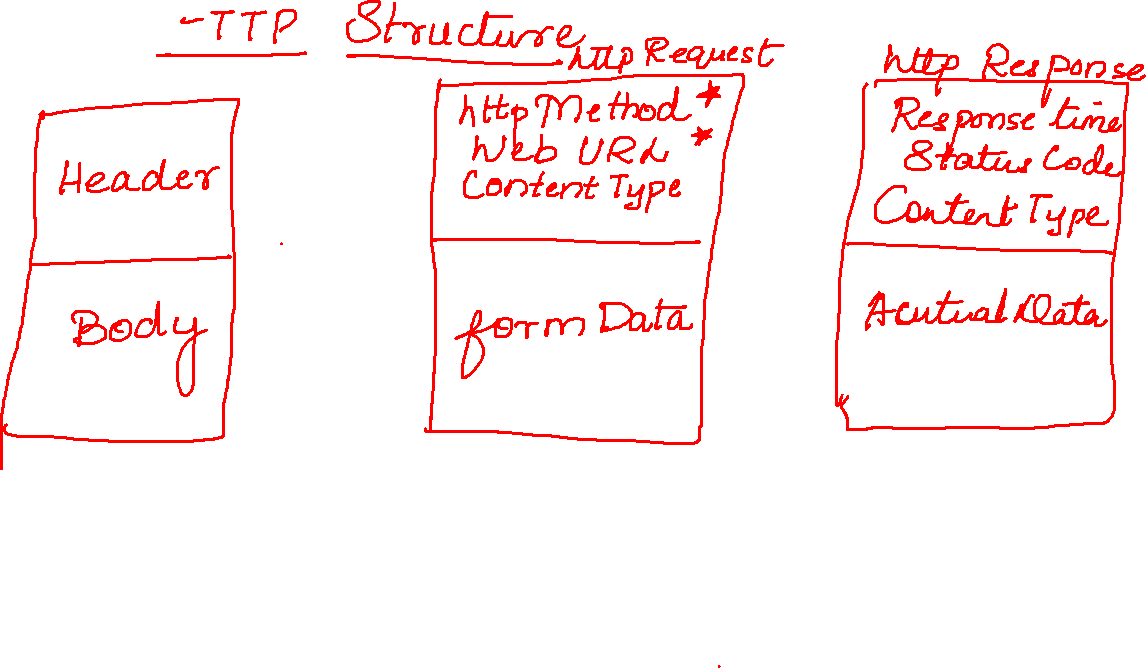 TTP Structure
http Request
http Response
Header
http Method *
Web URL *
Content Type
Response time
Status Code
Content Type
Body
form Data
Acutual Data